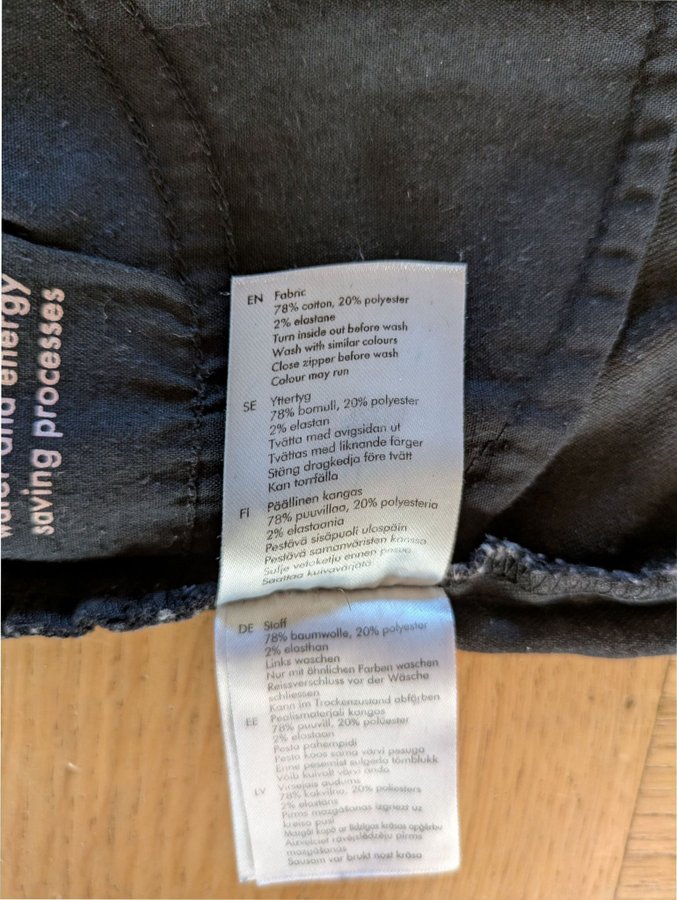 water and energy
saving processes
EN Fabric
78% cotton, 20% polyester
2% elastane
Turn inside out before wash
Wash with similar colours
Close zipper before wash
Colour may run
SE Yttertyg
78% bomull, 20% polyester
2% elastan
Tvätta med avigsidan ut
Tvättas med liknande färger
Stäng dragkedja före tvätt
Kan torrfälla
FI Päällinen kangas
78% puuvillaa, 20% polyesteria
2% elastaania
Pestävä sisäpuoli ulospäin
Pestävä samanväristen kanssa
Sulje vetoketju ennen pesua
Saattaa kuivavärjätä
DE Stoff
78% baumwolle, 20% polyester
2% elasthan
Links waschen
Nur mit ähnlichen Farben waschen
Reissverschluss vor der Wäsche
schliessen
Kann im Trockenzustand abfärben
EE Pealismaterjali kangas
78% puuvill, 20% polüester
2% elastaan
Pesta pahempidi
Pesta koos sama värvi pesuga
Enne pesemist sulgeda tõmblukk
Võib kuivalt värvi anda
LV Virsējais audums
78% kokvilna, 20% poliesters
2% elastāns
Pirms mazgāšanas izgriezt uz
kreiso pusi
Mazgāt kopā ar līdzīgas krāsas apģērbu
Aizvelciet rāvējslēdzēju pirms
mazgāšanas
Sausam var brukt nost krāsa